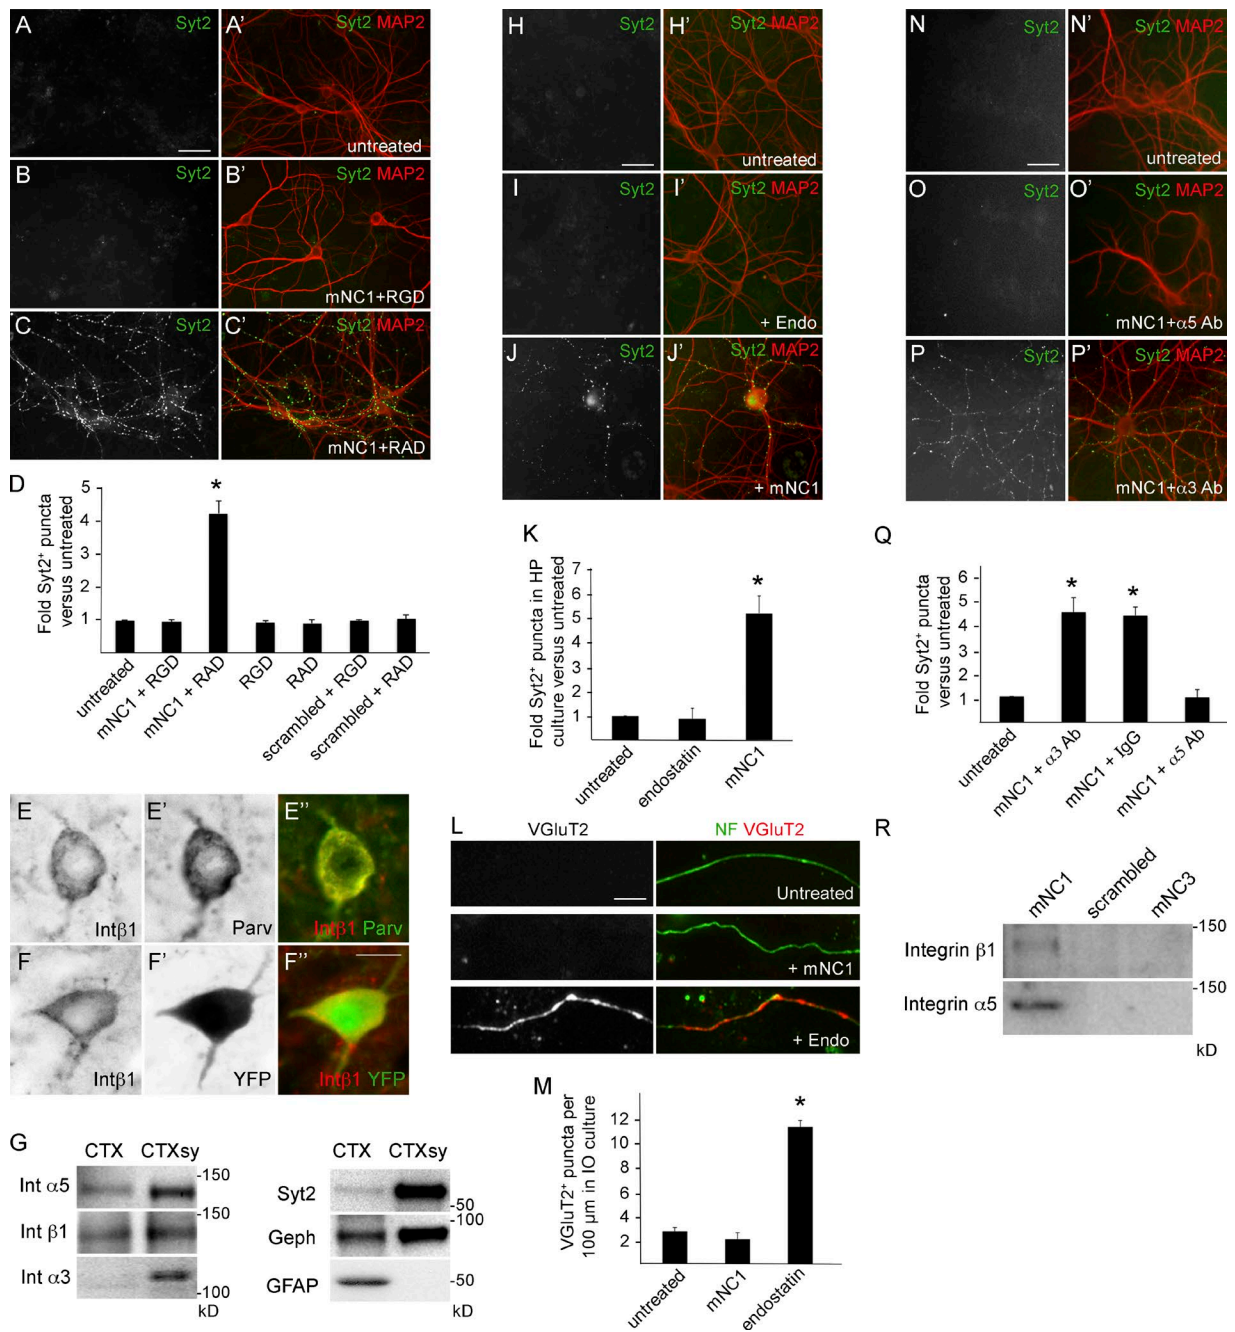 A Syt2
A' Syt2 MAP2
untreated
B Syt2
B' Syt2 MAP2
mNC1+RGD
C Syt2
C' Syt2 MAP2
mNC1+RAD
D
Fold Syt2+ puncta
versus untreated
5
4
3
2
1
*
untreated
mNC1 + RGD
mNC1 + RAD
RGD
RAD
scrambled + RGD
scrambled + RAD
E
Intβ1
E'
Parv
E''
Intβ1 Parv
F
Intβ1
F'
YFP
F''
Intβ1 YFP
G
CTX CTXsy
Int α5
-150
Int β1
-150
Int α3
-100
kD
CTX CTXsy
Syt2
-50
Geph
-100
GFAP
-50
kD
H Syt2
H' Syt2 MAP2
untreated
I Syt2
I' Syt2 MAP2
+ Endo
J Syt2
J' Syt2 MAP2
+ mNC1
K
Fold Syt2+ puncta in HP
culture versus untreated
7
6
5
4
3
2
1
*
untreated
endostatin
mNC1
L
VGluT2
NF VGluT2
Untreated
+ mNC1
+ Endo
M
VGluT2+ puncta per
100 μm in IO culture
12
10
8
6
4
2
*
untreated
mNC1
endostatin
N Syt2
N' Syt2 MAP2
untreated
O Syt2
O' Syt2 MAP2
mNC1+α5 Ab
P Syt2
P' Syt2 MAP2
mNC1+α3 Ab
Q
Fold Syt2+ puncta
versus untreated
6
5
4
3
2
1
*
*
untreated
mNC1 + α3 Ab
mNC1 + IgG
mNC1 + α5 Ab
R
mNC1
scrambled
mNC3
Integrin β1
-150
Integrin α5
-150
kD